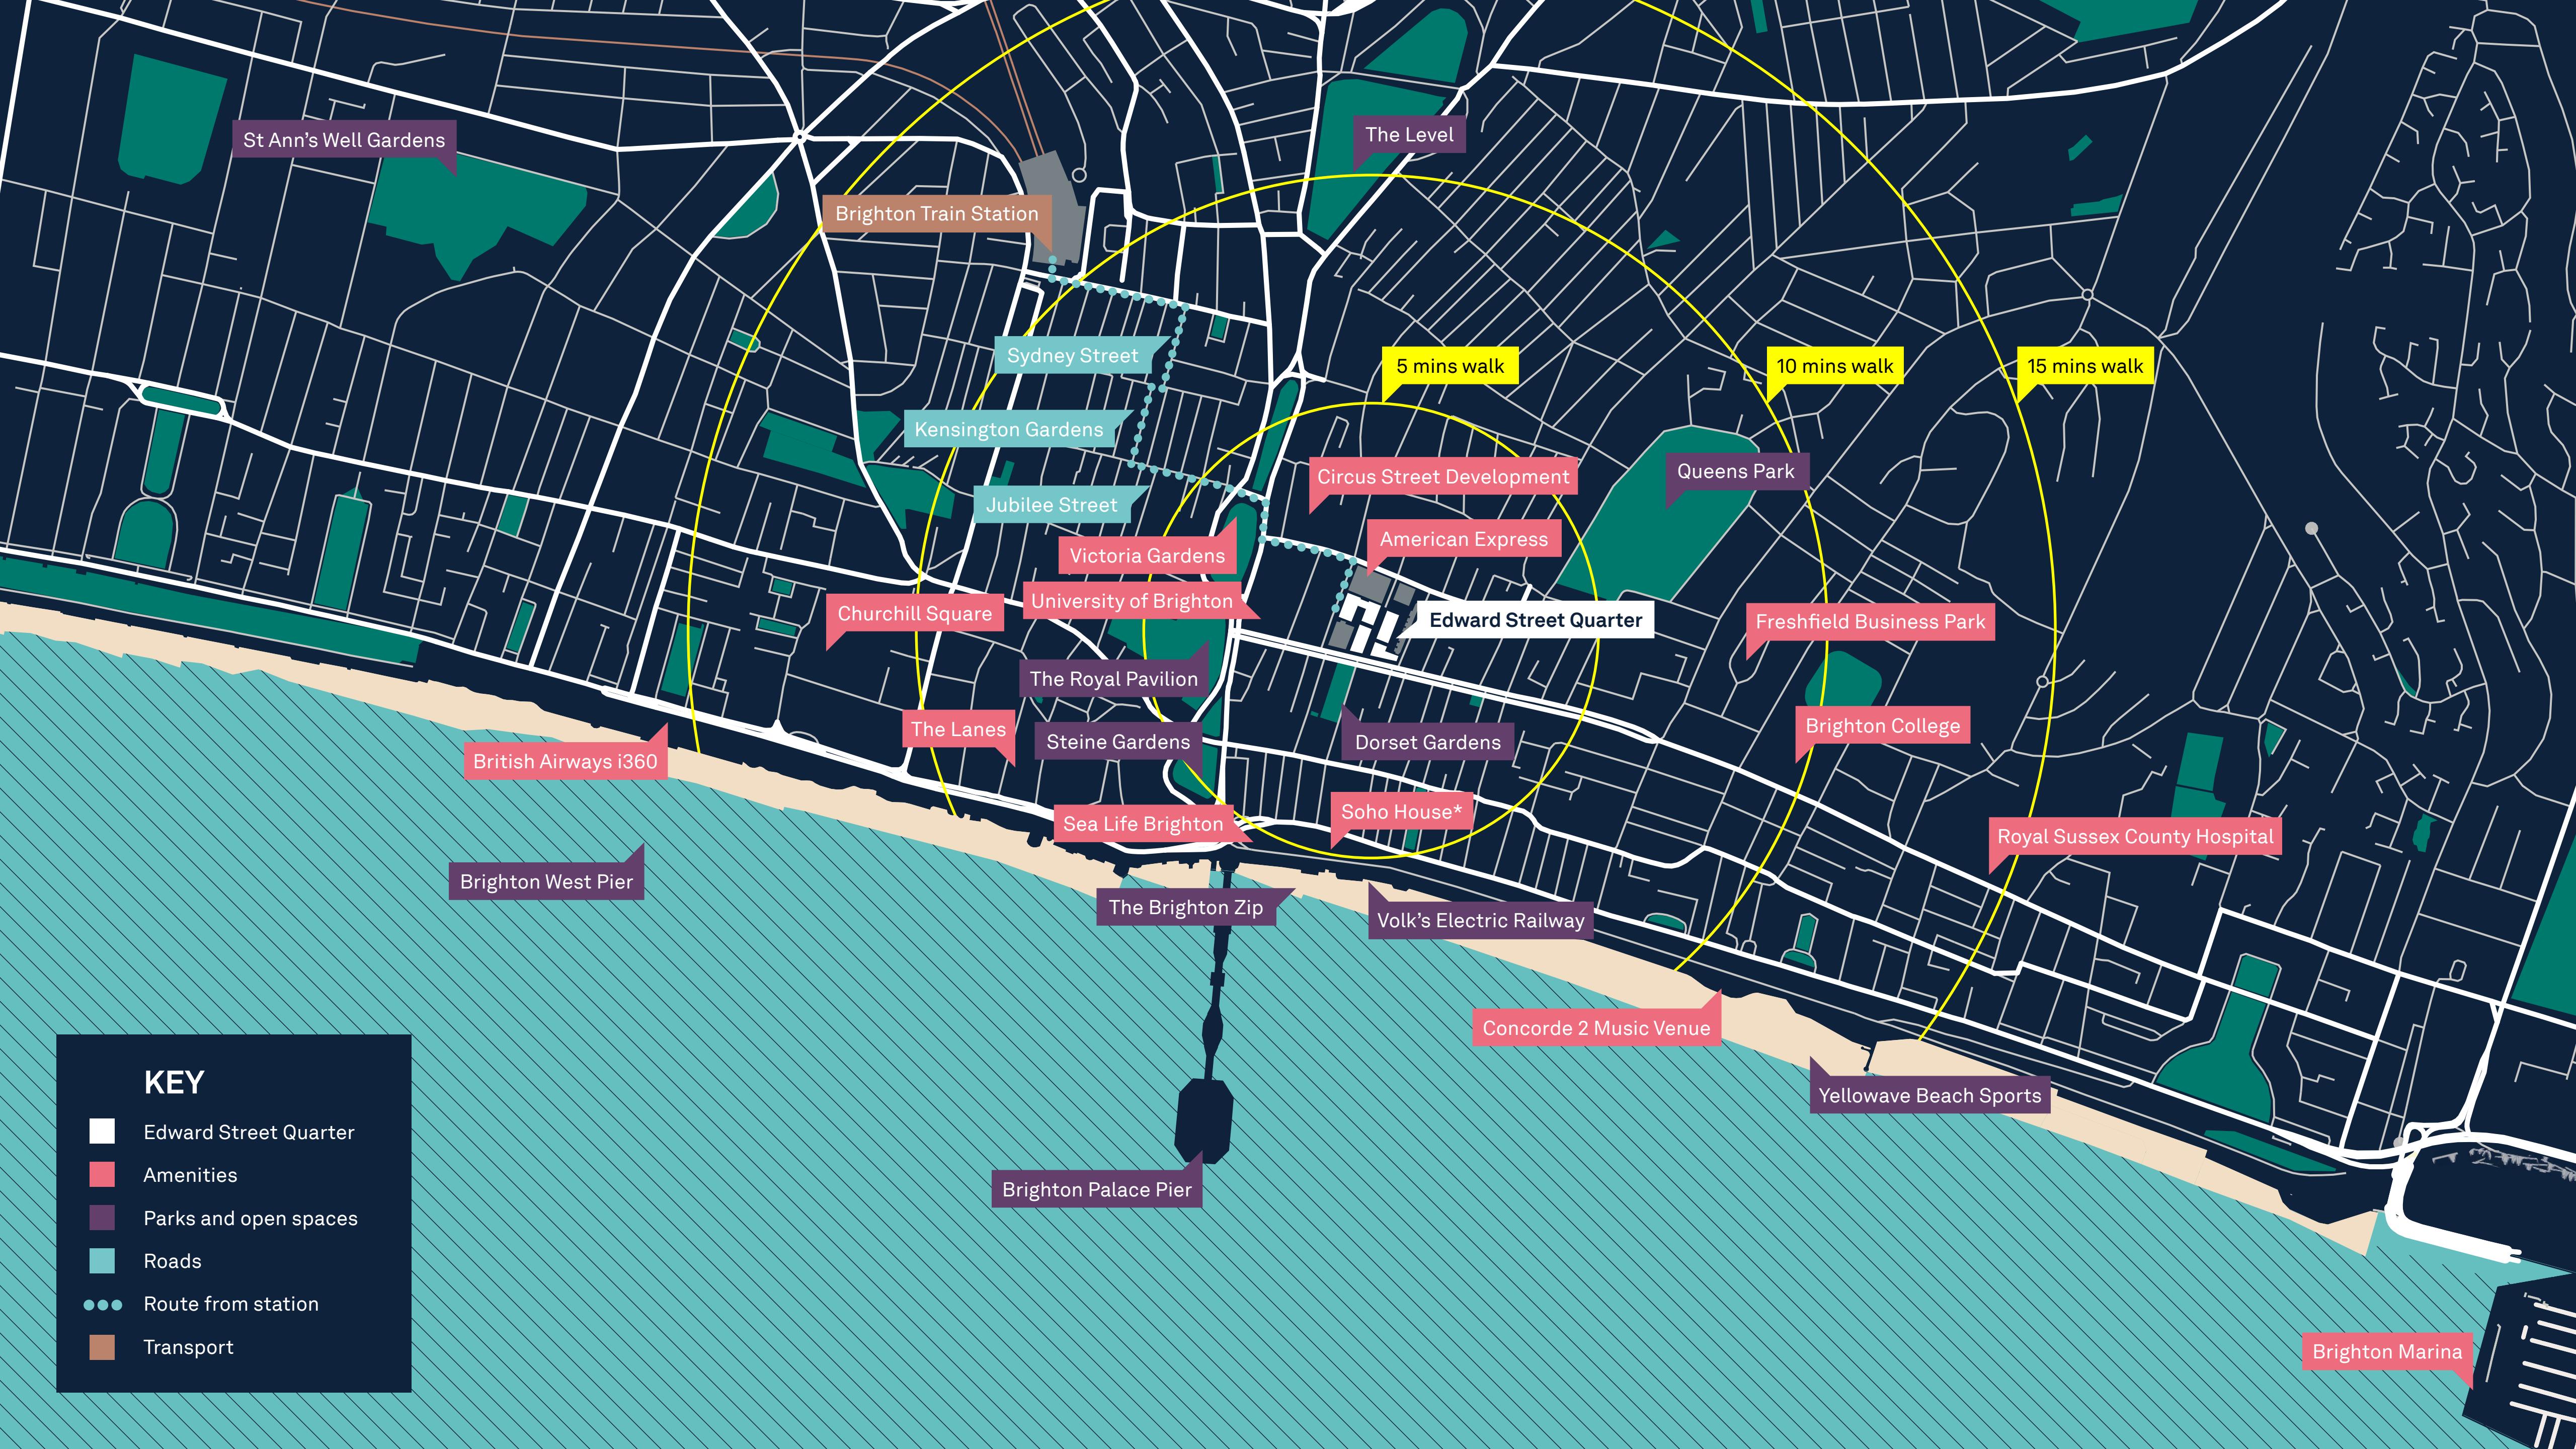 The Level
St Ann's Well Gardens
Brighton Train Station
Sydney Street
5 mins walk
10 mins walk
15 mins walk
Kensington Gardens
Circus Street Development
Queens Park
Jubilee Street
American Express
Victoria Gardens
University of Brighton
Churchill Square
Edward Street Quarter
Freshfield Business Park
The Royal Pavilion
The Lanes
Steine Gardens
Dorset Gardens
Brighton College
British Airways i360
Soho House*
Sea Life Brighton
Royal Sussex County Hospital
Brighton West Pier
The Brighton Zip
Volk's Electric Railway
Concorde 2 Music Venue
Yellowave Beach Sports
Brighton Palace Pier
Brighton Marina
KEY
Edward Street Quarter
Amenities
Parks and open spaces
Roads
Route from station
Transport